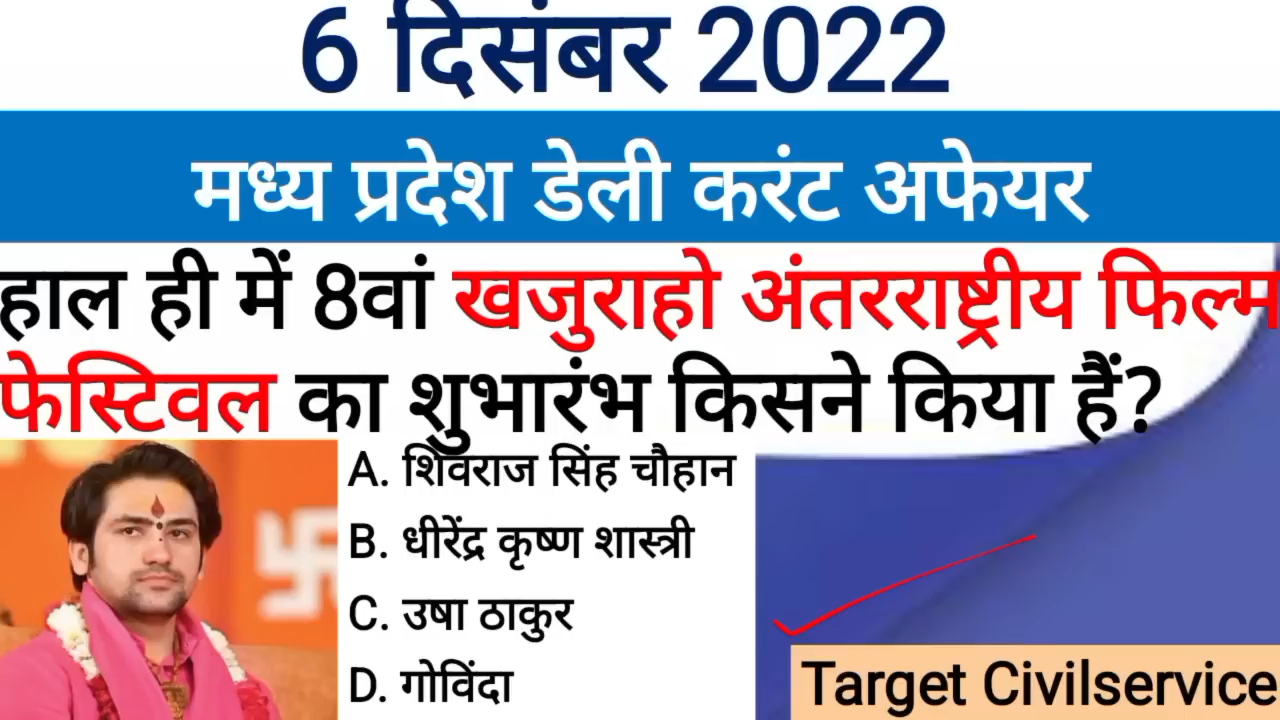 6 दिसंबर 2022
मध्य प्रदेश डेली करंट अफेयर
हाल ही में 8वां खजुराहो अंतरराष्ट्रीय फिल्म
फेस्टिवल का शुभारंभ किसने किया हैं?
A. शिवराज सिंह चौहान
B. धीरेंद्र कृष्ण शास्त्री
C. उषा ठाकुर
D. गोविंदा
Target Civilservice